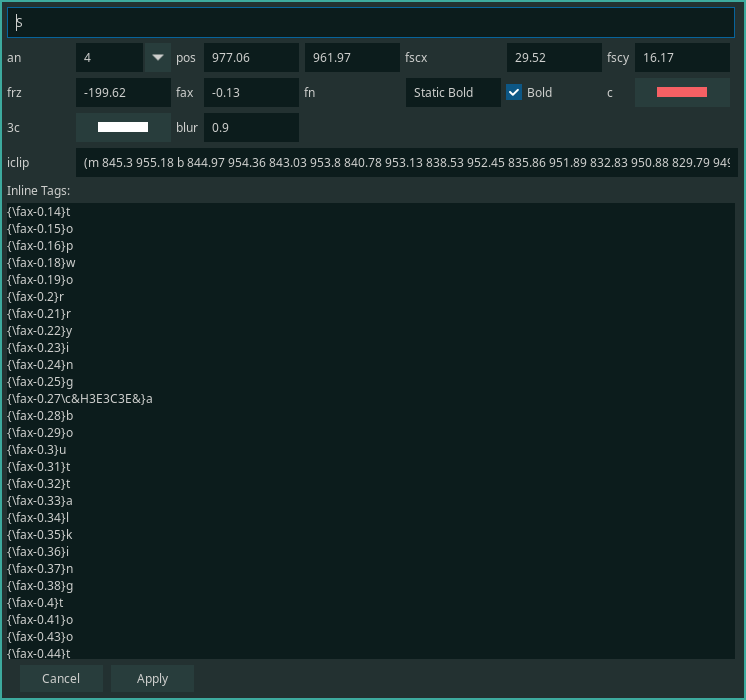 S
an 4 pos 977.06 961.97 fscx 29.52 fscy 16.17
frz -199.62 fax -0.13 fn Static Bold Bold c
3c blur 0.9
iclip (m 845.3 955.18 b 844.97 954.36 843.03 953.8 840.78 953.13 838.53 952.45 835.86 951.89 832.83 950.88 829.79 949
Inline Tags:
{\fax-0.14}t
{\fax-0.15}o
{\fax-0.16}p
{\fax-0.18}w
{\fax-0.19}o
{\fax-0.2}r
{\fax-0.21}r
{\fax-0.22}y
{\fax-0.23}i
{\fax-0.24}n
{\fax-0.25}g
{\fax-0.27\c&H3E3C3E&}a
{\fax-0.28}b
{\fax-0.29}o
{\fax-0.3}u
{\fax-0.31}t
{\fax-0.32}t
{\fax-0.33}a
{\fax-0.34}l
{\fax-0.35}k
{\fax-0.36}i
{\fax-0.37}n
{\fax-0.38}g
{\fax-0.4}t
{\fax-0.41}o
{\fax-0.43}o
{\fax-0.44}t
Cancel Apply